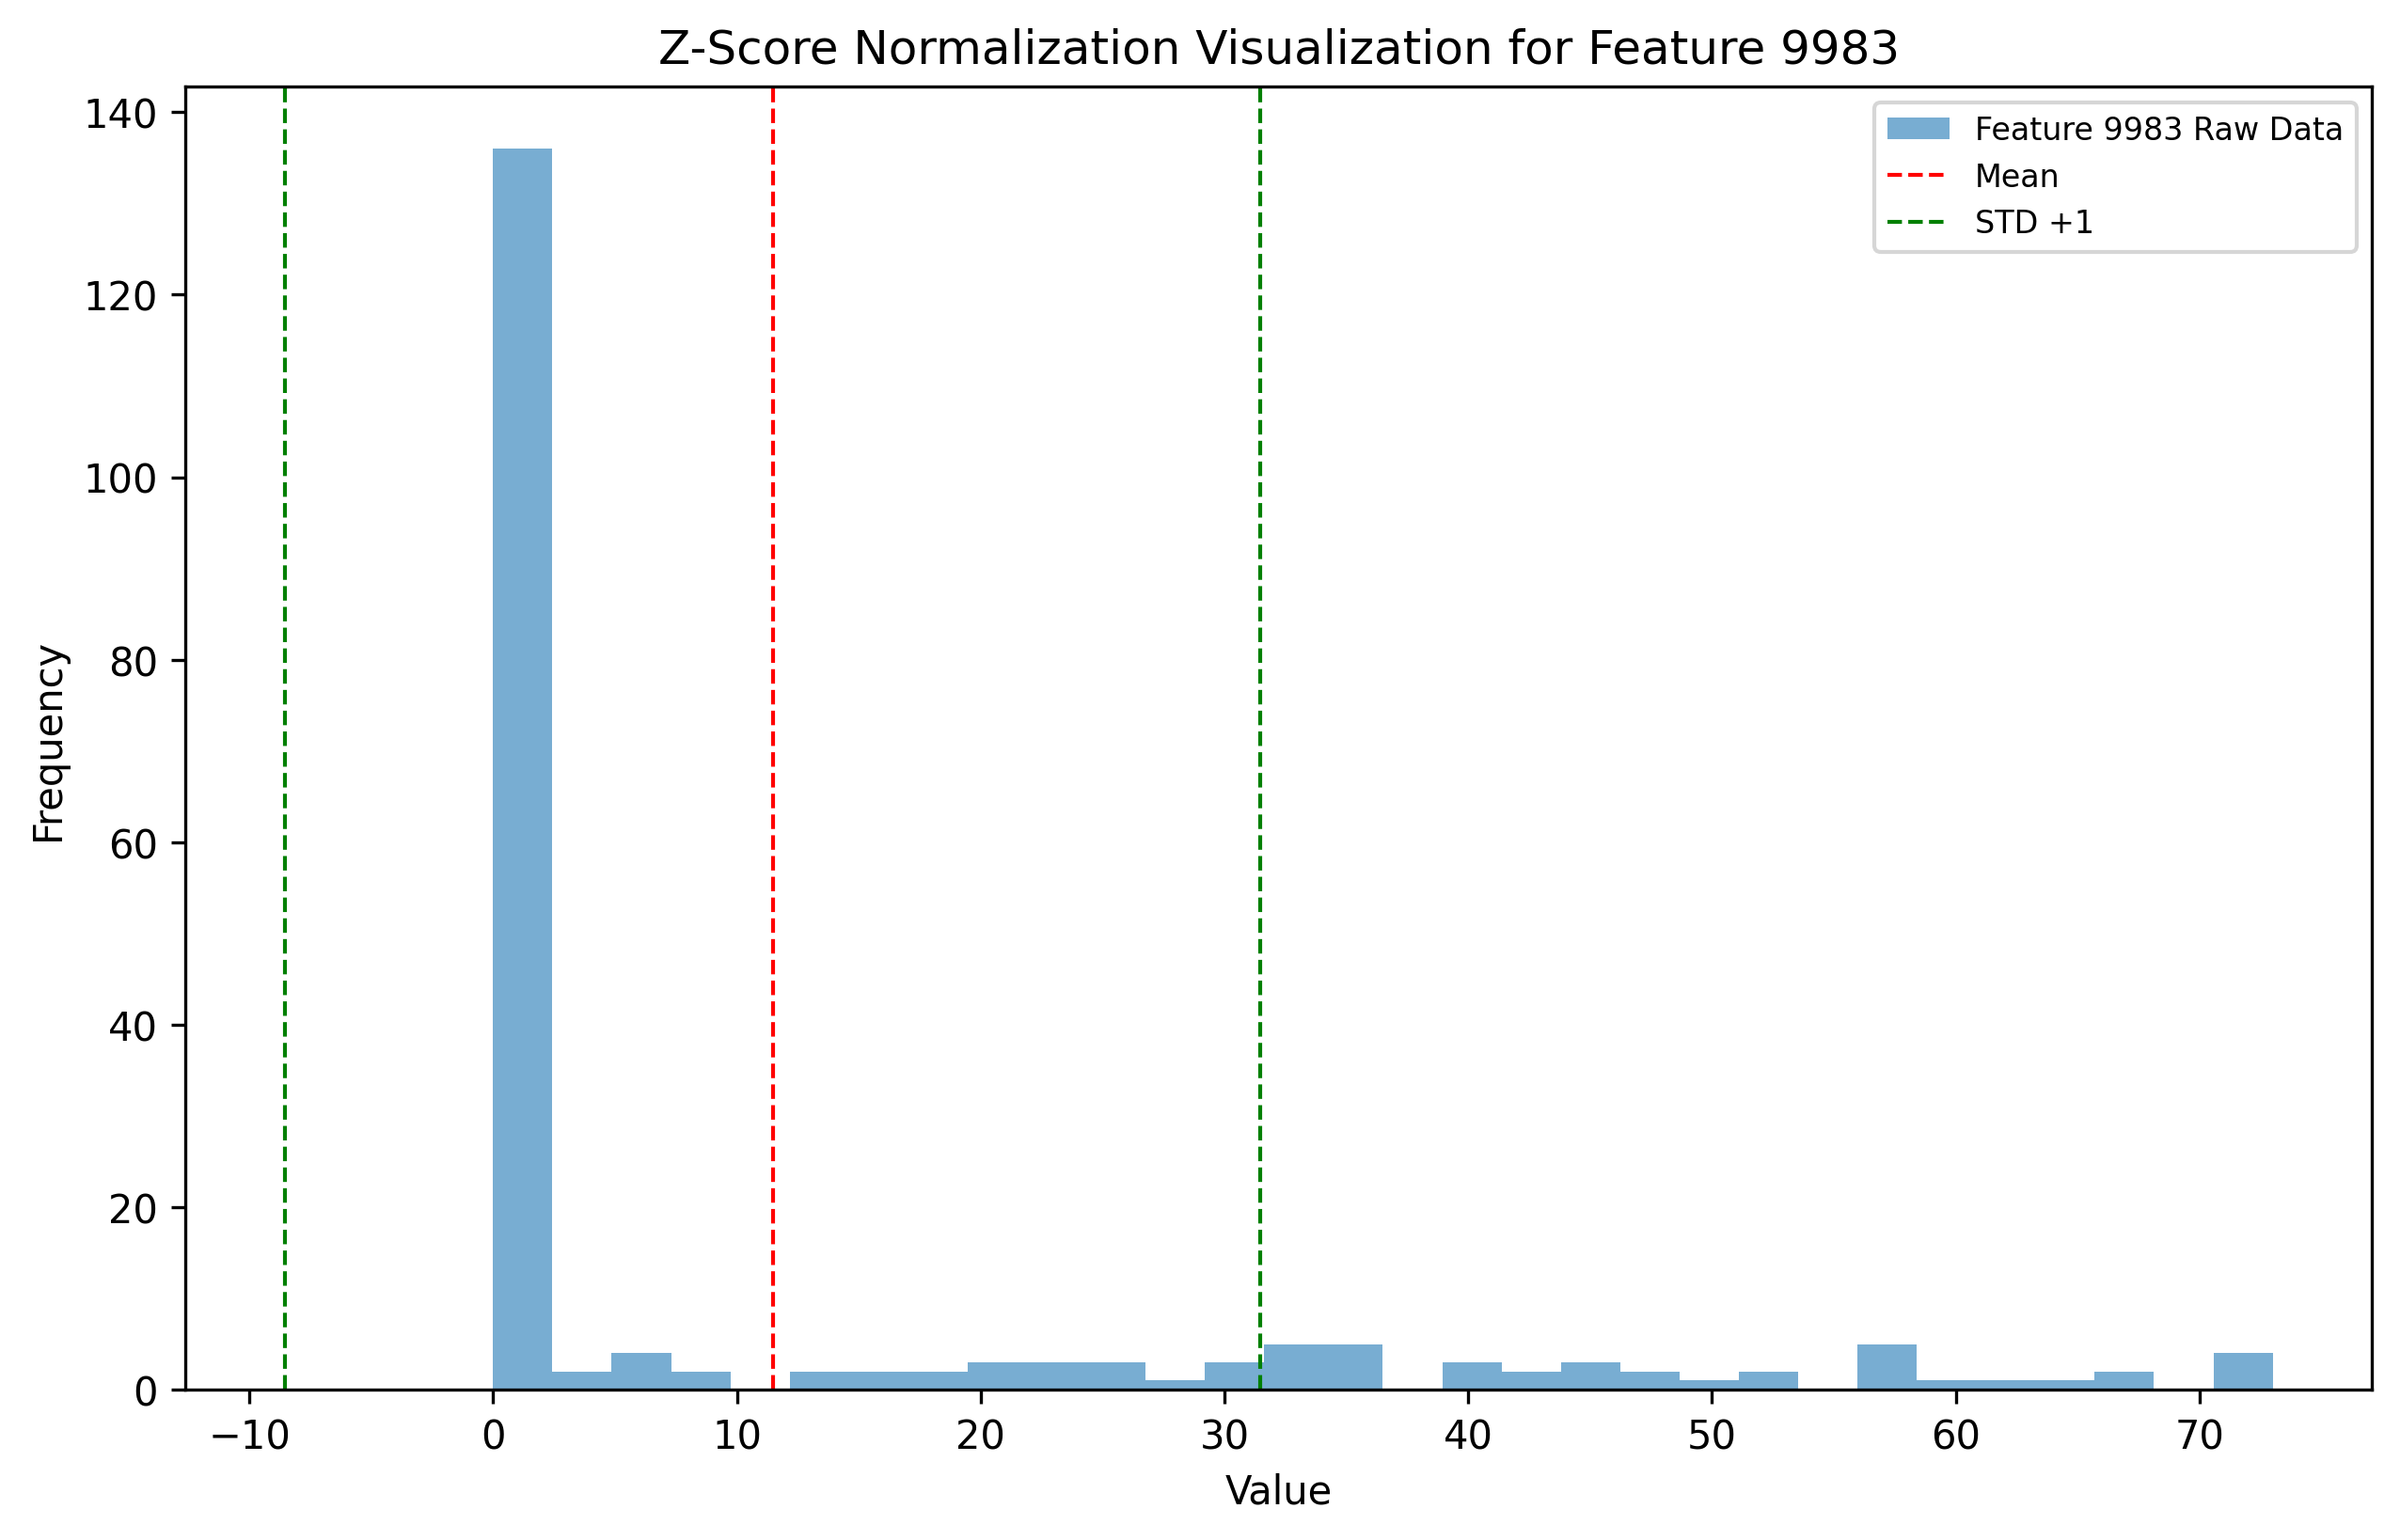 Z-Score Normalization Visualization for Feature 9983
Feature 9983 Raw Data
Mean
STD +1
140
120
100
80
60
40
20
0
Frequency
−10
0
10
20
30
40
50
60
70
Value